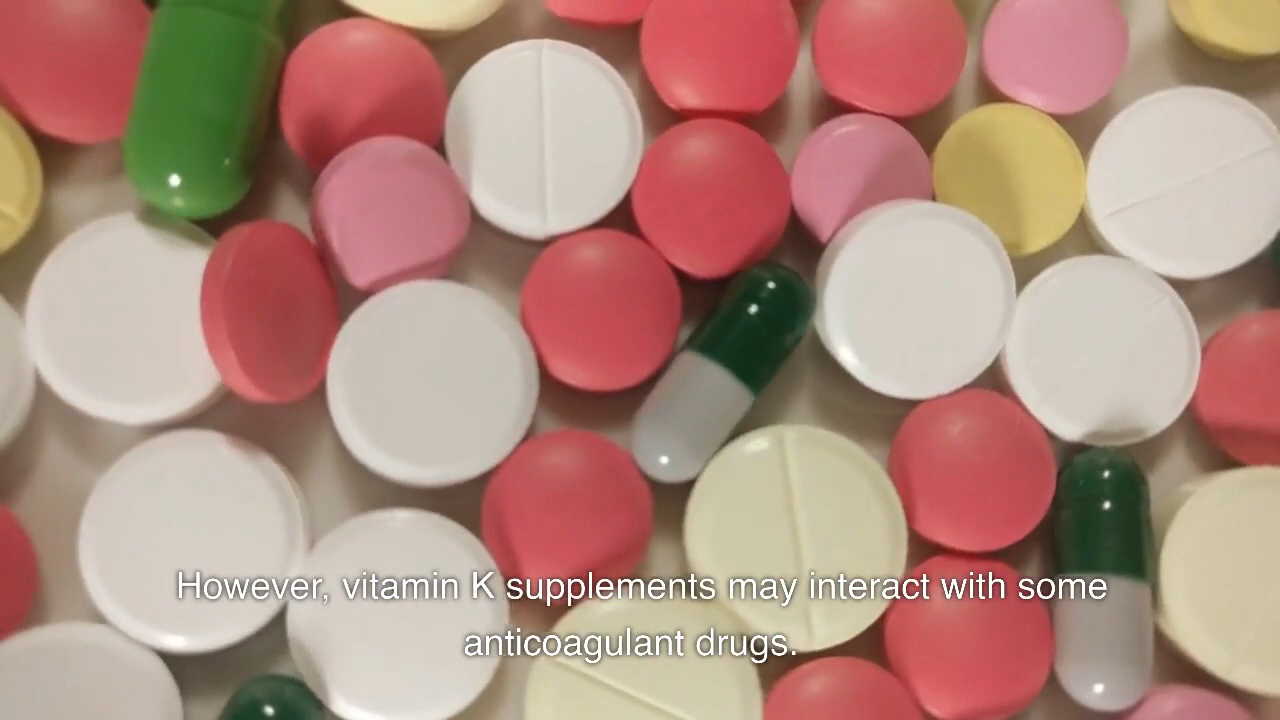 However, vitamin K supplements may interact with some
anticoagulant drugs.